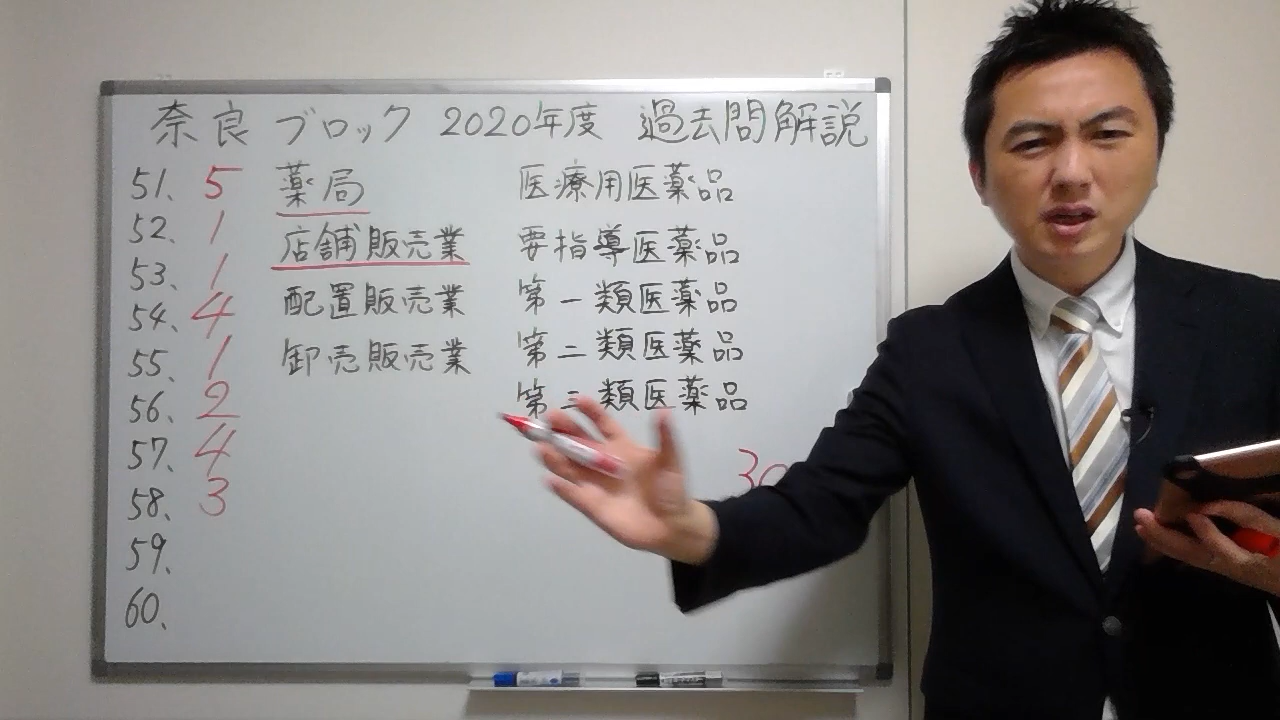 奈良 ブロック 2020年度 過去問解説
51、 5 薬局 医療用医薬品
52、 1 店舗販売業 要指導医薬品
53、 1 配置販売業 第一類医薬品
54、 4 卸売販売業 第二類医薬品
55、 1 第三類医薬品
56、 2
57、 4
58、 3 30
59、
60、